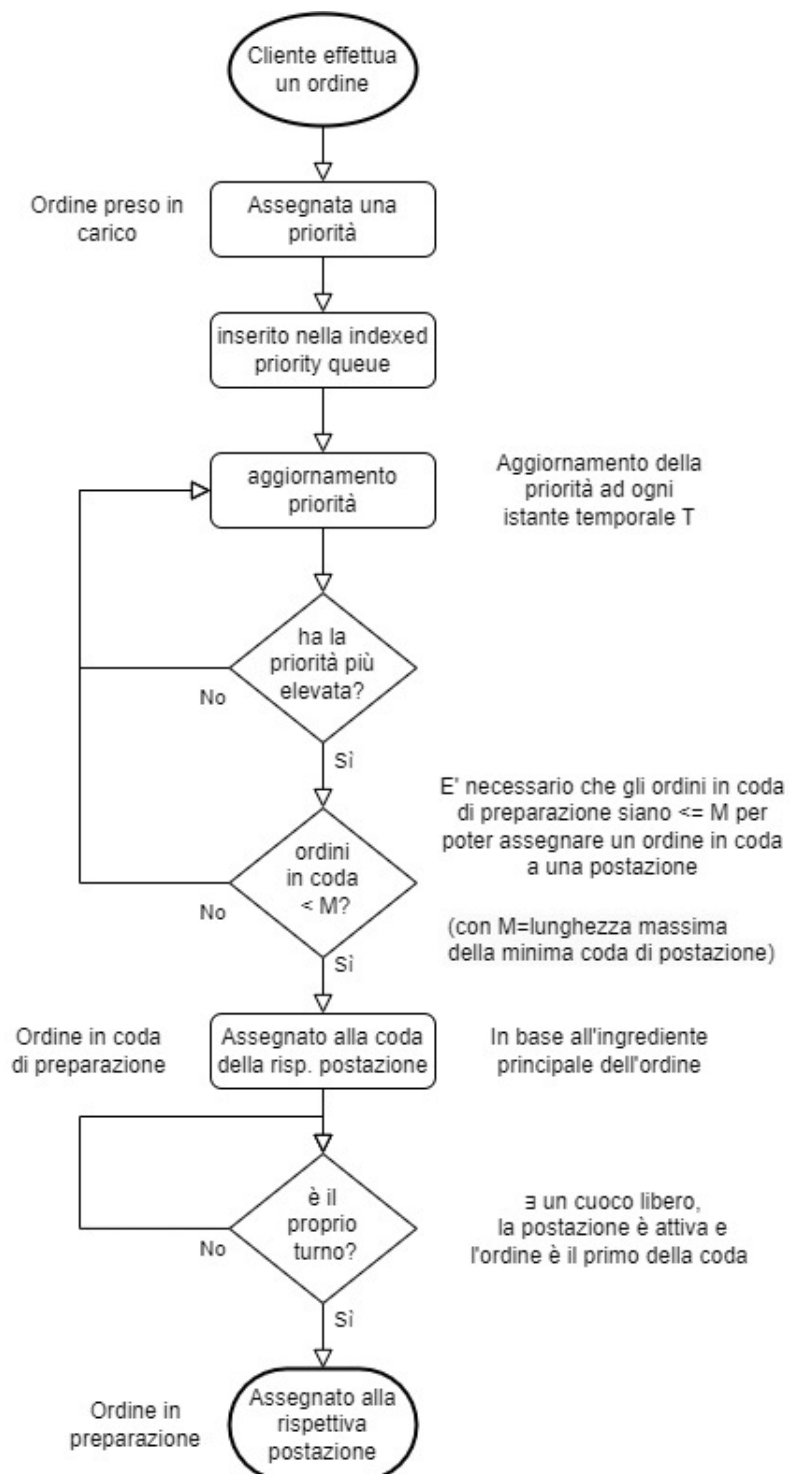 Cliente effettua
un ordine
Ordine preso in
carico
Assegnata una
priorità
inserito nella indexed
priority queue
aggiornamento
priorità
Aggiornamento della
priorità ad ogni
istante temporale T
ha la
priorità più
elevata?
No
Sì
E' necessario che gli ordini in coda
di preparazione siano <= M per
poter assegnare un ordine in coda
a una postazione
ordini
in coda
< M?
No
(con M=lunghezza massima
della minima coda di postazione)
Sì
Ordine in coda
di preparazione
Assegnato alla coda
della risp. postazione
In base all'ingrediente
principale dell'ordine
è il
proprio
turno?
No
∃ un cuoco libero,
la postazione è attiva e
l'ordine è il primo della coda
Sì
Ordine in
preparazione
Assegnato alla
rispettiva
postazione